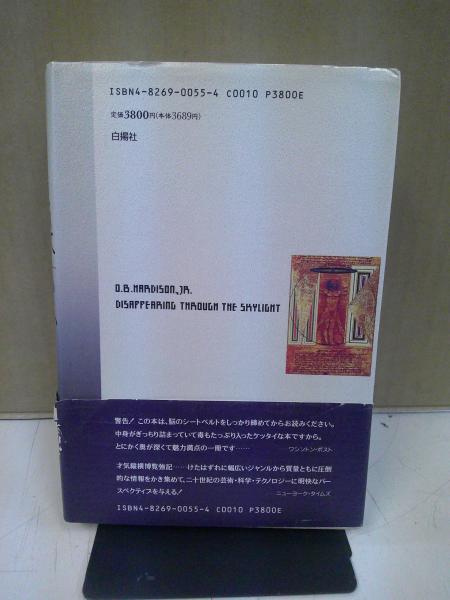 ISBN4-8269-0055-4 C0010 P3800E
定価3800円(本体3689円)
白揚社
O.B.HARDISON,JR.
DISAPPEARING THROUGH THE SKYLIGHT
警告! この本は、脳のシートベルトをしっかり締めてからお読みください。
中身がぎっちり詰まっていて毒もたっぷり入ったケッタイな本ですから。
とにかく奥が深くて魅力満点の一冊です……
ワシントン・ポスト
才気縦横博覧強記……けたはずれに幅広いジャンルから質量ともに圧倒
的な情報をかき集めて、二十世紀の芸術・科学・テクノロジーに明快なパー
スペクティブを与える!
ニューヨーク・タイムズ
ISBN4-8269-0055-4 C0010 P3800E